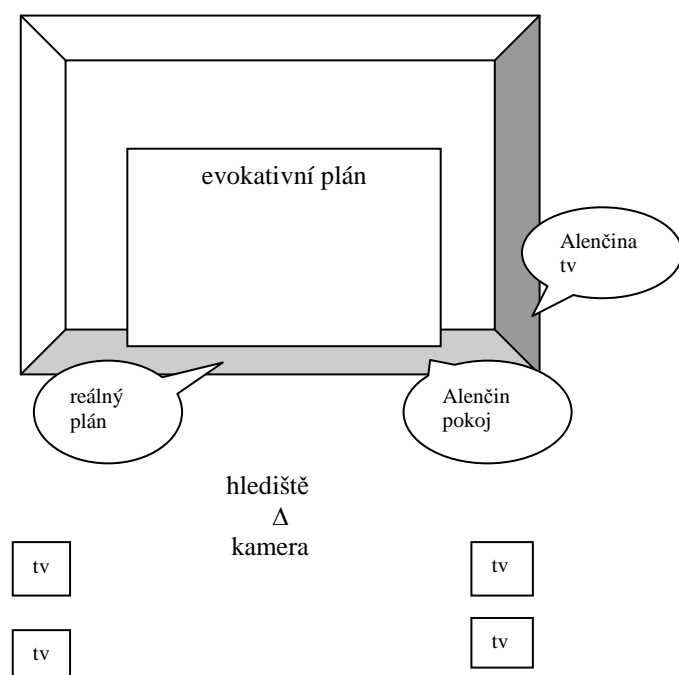 evokativní plán
Alenčina
tv
reálný
plán
Alenčin
pokoj
hlediště
Δ
kamera
tv
tv
tv
tv